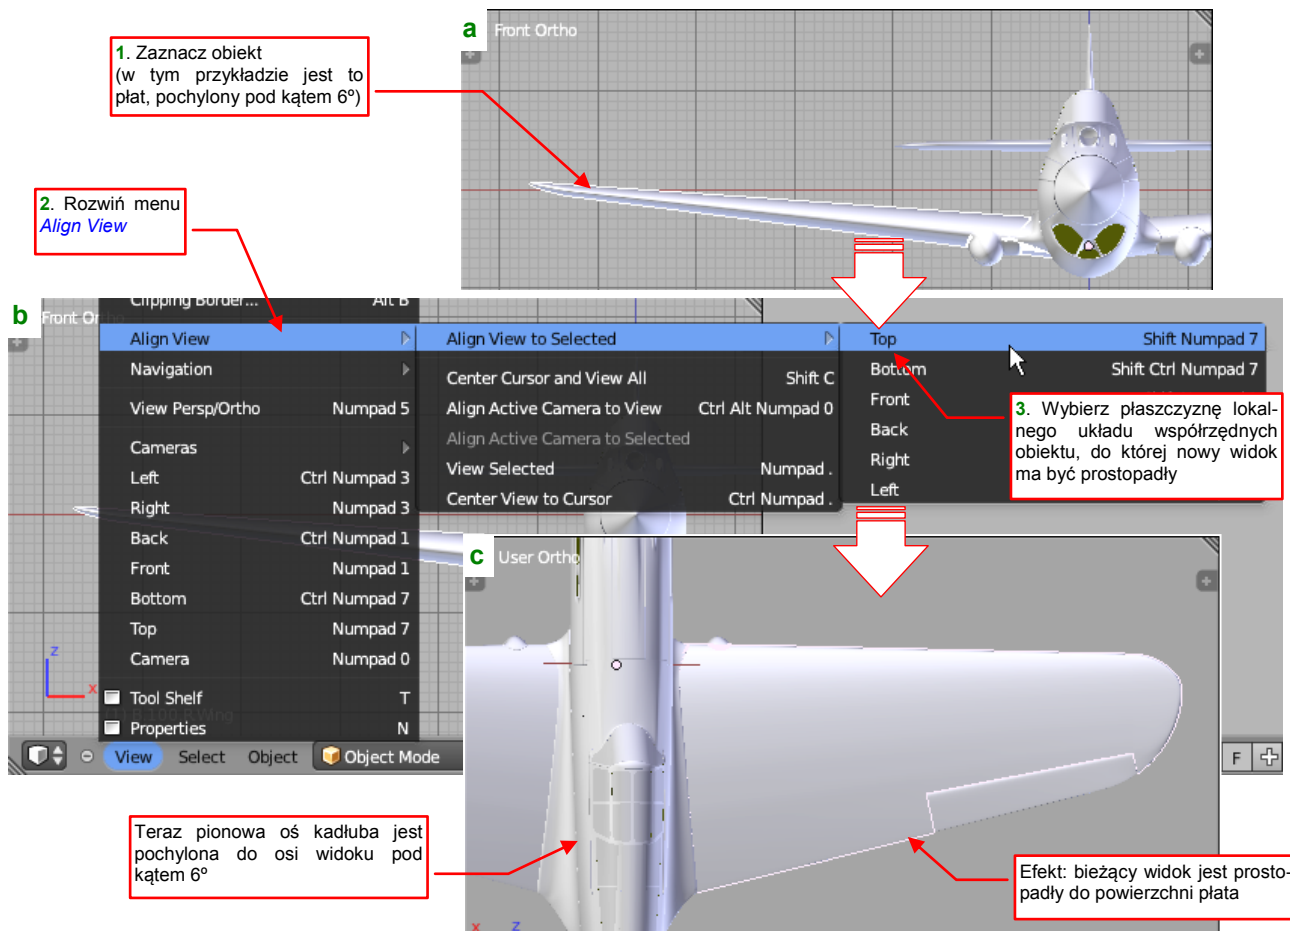 a
Front Ortho
1. Zaznacz obiekt
(w tym przykładzie jest to
płat, pochylony pod kątem 6º)
2. Rozwiń menu
Align View
b
Front Ortho
Clipping Border... Alt B
Align View
Navigation
View Persp/Ortho Numpad 5
Cameras
Left Ctrl Numpad 3
Right Numpad 3
Back Ctrl Numpad 1
Front Numpad 1
Bottom Ctrl Numpad 7
Top Numpad 7
Camera Numpad 0
Tool Shelf T
Properties N
Align View to Selected
Center Cursor and View All Shift C
Align Active Camera to View Ctrl Alt Numpad 0
Align Active Camera to Selected
View Selected Numpad .
Center View to Cursor Ctrl Numpad .
Top Shift Numpad 7
Bottom Shift Ctrl Numpad 7
Front
Back
Right
Left
3. Wybierz płaszczyznę lokal-
nego układu współrzędnych
obiektu, do której nowy widok
ma być prostopadły
z
x
View Select Object Object Mode
F
c
User Ortho
x z
Teraz pionowa oś kadłuba jest
pochylona do osi widoku pod
kątem 6º
Efekt: bieżący widok jest prosto-
padły do powierzchni płata